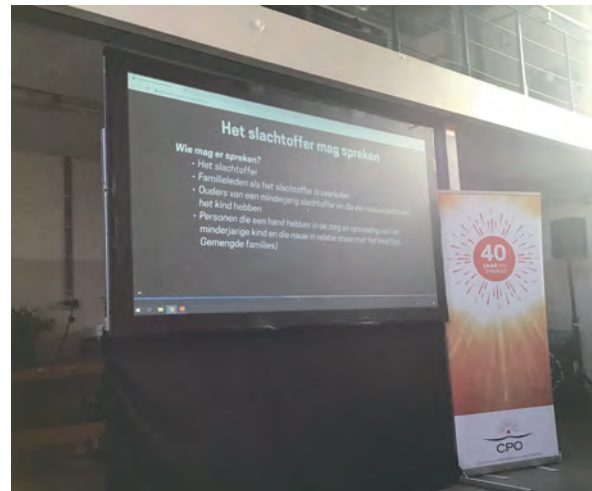 Het slachtoffer mag spreken
Wie mag er spreken?
- Het slachtoffer
- Familieleden als het slachtoffer is overleden
- Ouders van een minderjarig slachtoffer en die een nauwe band met
het kind hebben
- Personen die een hand hebben in de zorg en opvoeding van het
minderjarige kind en die nauw in relatie staan met het kind
Gemengde families)
40
JAAR
ENERGIE
CPO